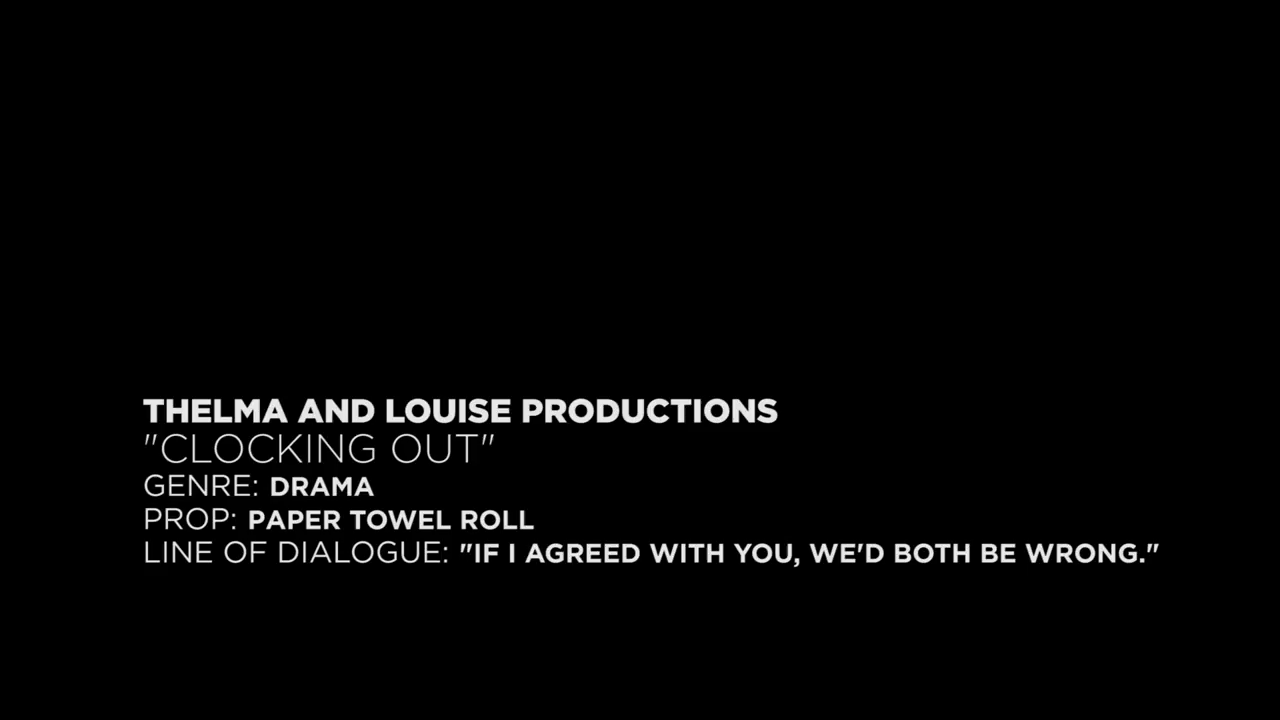 THELMA AND LOUISE PRODUCTIONS
"CLOCKING OUT"
GENRE: DRAMA
PROP: PAPER TOWEL ROLL
LINE OF DIALOGUE: "IF I AGREED WITH YOU, WE'D BOTH BE WRONG."